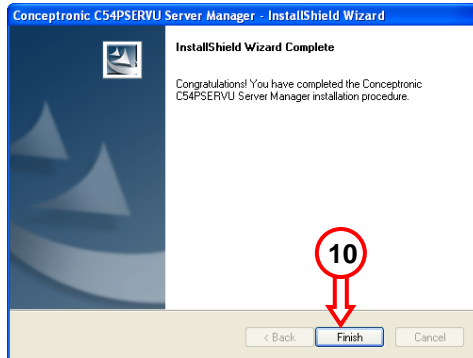 Conceptronic C54PSERVU Server Manager - InstallShield Wizard
InstallShield Wizard Complete
Congratulations! You have completed the Conceptronic
C54PSERVU Server Manager installation procedure.
10
< Back
Finish
Cancel